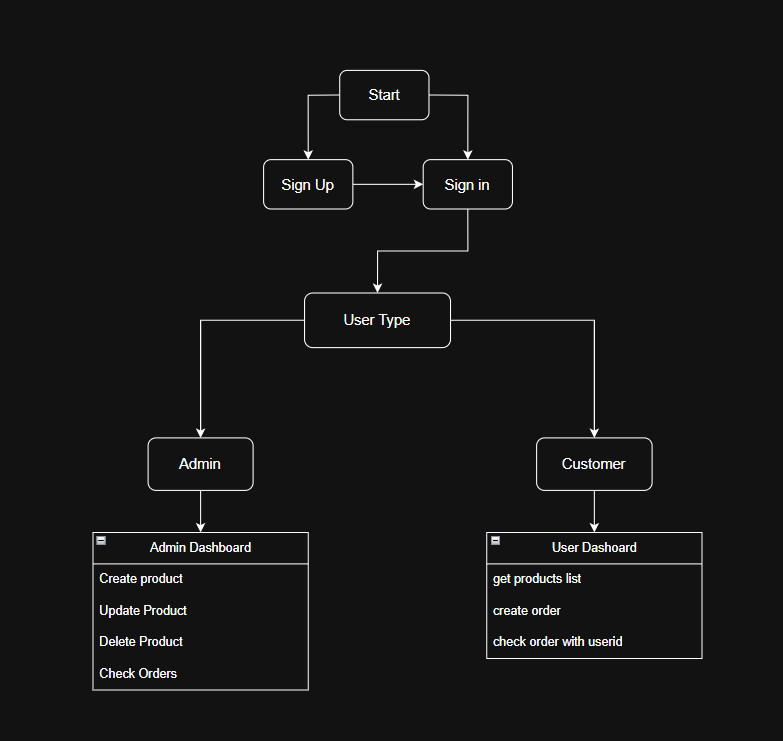 Start
Sign Up
Sign in
User Type
Admin
Customer
Admin Dashboard
Create product
Update Product
Delete Product
Check Orders
User Dashoard
get products list
create order
check order with userid